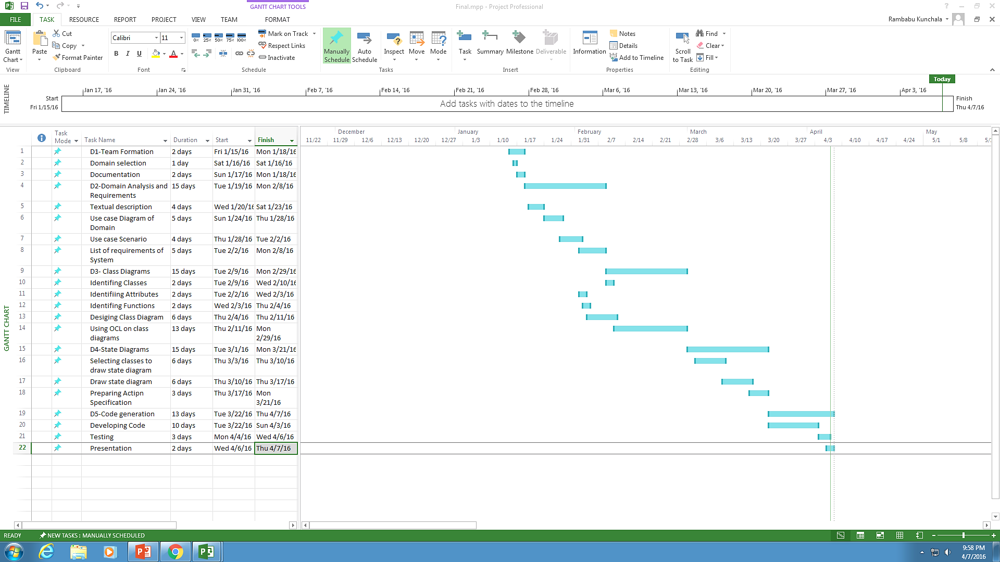 GANTT CHART TOOLS
Final.mpp - Project Professional
FILE TASK RESOURCE REPORT PROJECT VIEW TEAM FORMAT
Rambabu Kunchala
Gantt Chart
View
Paste
Cut
Copy
Format Painter
Clipboard
Calibri 11
B I U A
Font
0% 25% 50% 75% 100%
Mark on Track
Respect Links
Inactivate
Schedule
Manually Schedule
Auto Schedule
Inspect Move Mode
Tasks
Task Summary Milestone Deliverable
Insert
Information
Notes
Details
Add to Timeline
Properties
Scroll to Task
Find
Clear
Fill
Editing
TIMELINE
Today
Jan 17, '16 Jan 24, '16 Jan 31, '16 Feb 7, '16 Feb 14, '16 Feb 21, '16 Feb 28, '16 Mar 6, '16 Mar 13, '16 Mar 20, '16 Mar 27, '16 Apr 3, '16
Start
Fri 1/15/16
Add tasks with dates to the timeline
Finish
Thu 4/7/16
GANTT CHART
Task Mode Task Name Duration Start Finish
December January February March April May
11/22 11/29 12/6 12/13 12/20 12/27 1/3 1/10 1/17 1/24 1/31 2/7 2/14 2/21 2/28 3/6 3/13 3/20 3/27 4/3 4/10 4/17 4/24 5/1 5/8
1 D1-Team Formation 2 days Fri 1/15/16 Mon 1/18/16
2 Domain selection 1 day Sat 1/16/16 Sat 1/16/16
3 Documentation 2 days Sun 1/17/16 Mon 1/18/16
4 D2-Domain Analysis and Requirements 15 days Tue 1/19/16 Mon 2/8/16
5 Textual description 4 days Wed 1/20/16 Sat 1/23/16
6 Use case Diagram of Domain 5 days Sun 1/24/16 Thu 1/28/16
7 Use case Scenario 4 days Thu 1/28/16 Tue 2/2/16
8 List of requirements of System 5 days Tue 2/2/16 Mon 2/8/16
9 D3- Class Diagrams 15 days Tue 2/9/16 Mon 2/29/16
10 Identifing Classes 2 days Tue 2/9/16 Wed 2/10/16
11 Identifiing Attributes 2 days Tue 2/2/16 Wed 2/3/16
12 Identifing Functions 2 days Wed 2/3/16 Thu 2/4/16
13 Desiging Class Diagram 6 days Thu 2/4/16 Thu 2/11/16
14 Using OCL on class diagrams 13 days Thu 2/11/16 Mon 2/29/16
15 D4-State Diagrams 15 days Tue 3/1/16 Mon 3/21/16
16 Selecting classes to draw state diagram 6 days Thu 3/3/16 Thu 3/10/16
17 Draw state diagram 6 days Thu 3/10/16 Thu 3/17/16
18 Preparing Actipn Specification 3 days Thu 3/17/16 Mon 3/21/16
19 D5-Code generation 13 days Tue 3/22/16 Thu 4/7/16
20 Developing Code 10 days Tue 3/22/16 Sun 4/3/16
21 Testing 3 days Mon 4/4/16 Wed 4/6/16
22 Presentation 2 days Wed 4/6/16 Thu 4/7/16
READY NEW TASKS : MANUALLY SCHEDULED
9:58 PM
4/7/2016